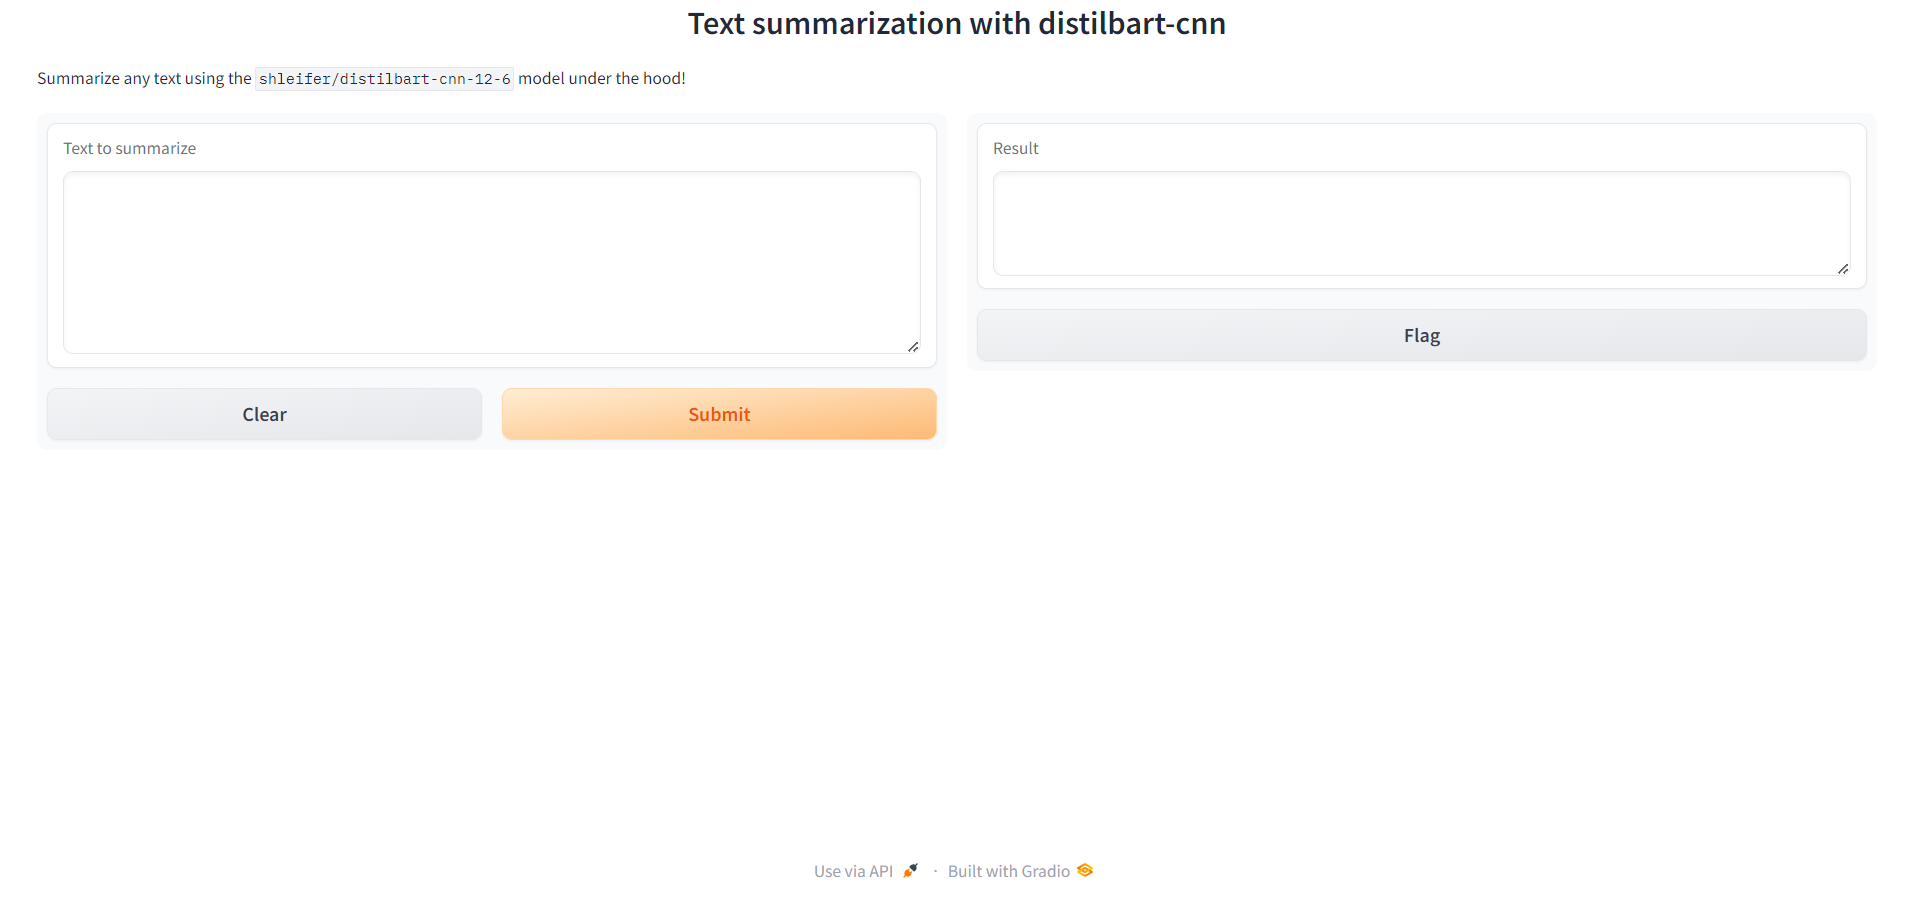 Text summarization with distilbart-cnn
Summarize any text using the shleifer/distilbart-cnn-12-6 model under the hood!
Text to summarize
Result
Flag
Clear
Submit
Use via API · Built with Gradio